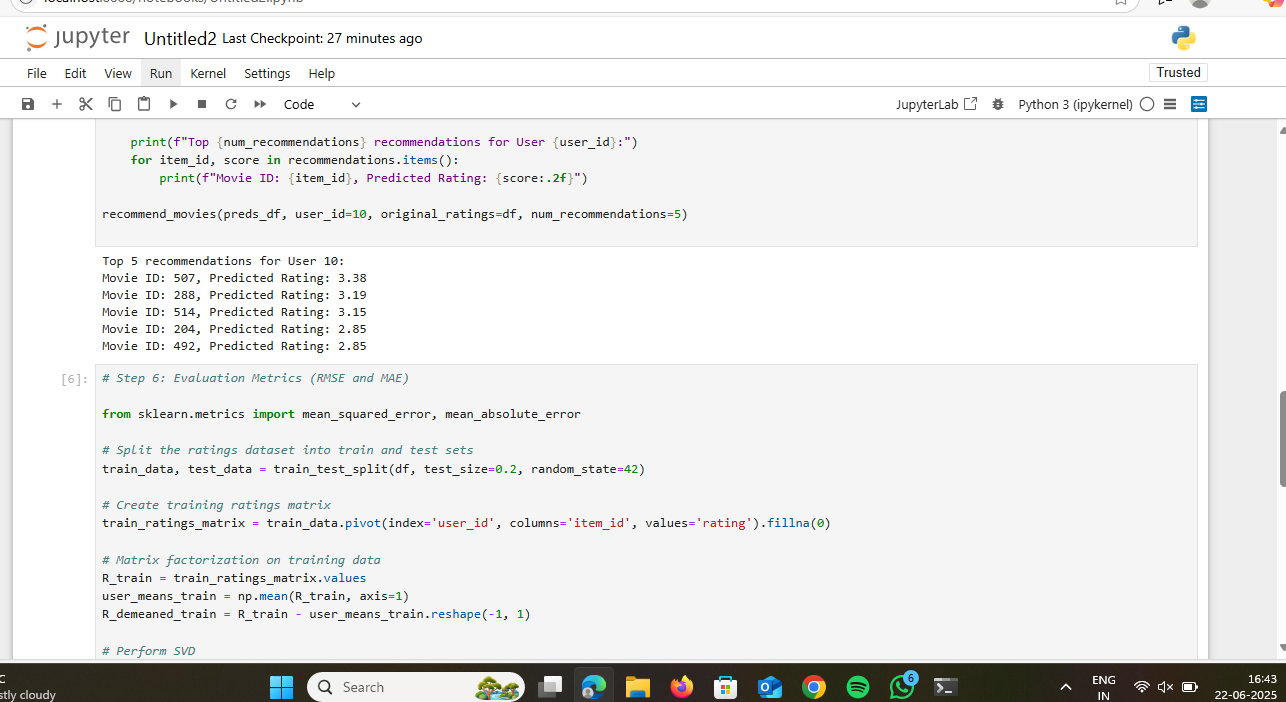 jupyter Untitled2 Last Checkpoint: 27 minutes ago
File Edit View Run Kernel Settings Help
Trusted
Code
JupyterLab
Python 3 (ipykernel)
print(f"Top {num_recommendations} recommendations for User {user_id}:")
for item_id, score in recommendations.items():
print(f"Movie ID: {item_id}, Predicted Rating: {score:.2f}")
recommend_movies(preds_df, user_id=10, original_ratings=df, num_recommendations=5)
Top 5 recommendations for User 10:
Movie ID: 507, Predicted Rating: 3.38
Movie ID: 288, Predicted Rating: 3.19
Movie ID: 514, Predicted Rating: 3.15
Movie ID: 204, Predicted Rating: 2.85
Movie ID: 492, Predicted Rating: 2.85
[6]:
# Step 6: Evaluation Metrics (RMSE and MAE)
from sklearn.metrics import mean_squared_error, mean_absolute_error
# Split the ratings dataset into train and test sets
train_data, test_data = train_test_split(df, test_size=0.2, random_state=42)
# Create training ratings matrix
train_ratings_matrix = train_data.pivot(index='user_id', columns='item_id', values='rating').fillna(0)
# Matrix factorization on training data
R_train = train_ratings_matrix.values
user_means_train = np.mean(R_train, axis=1)
R_demeaned_train = R_train - user_means_train.reshape(-1, 1)
# Perform SVD
C
stly cloudy
Search
6
ENG
IN
16:43
22-06-2025